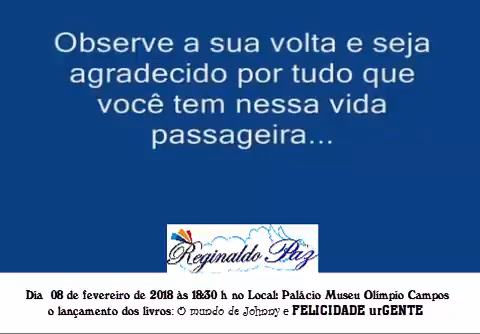 Observe a sua volta e seja
agradecido por tudo que
você tem nessa vida
passageira...
Reginaldo Paz
Dia 08 de fevereiro de 2018 às 18:30 h no Local: Palácio Museu Olímpio Campos
o lançamento dos livros: O mundo de Johnny e FELICIDADE urGENTE